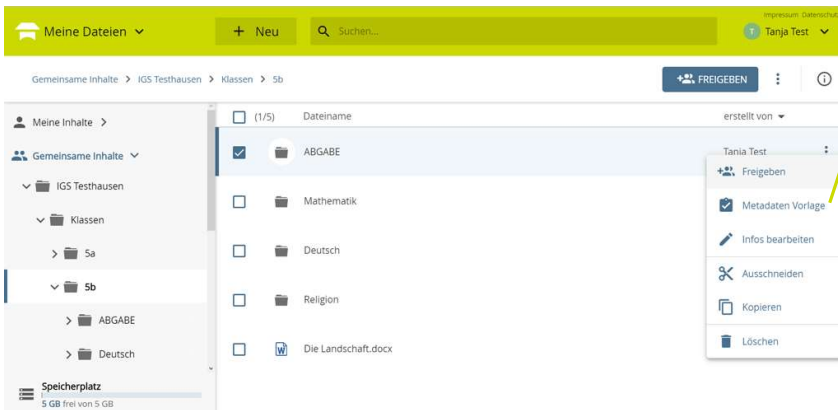 Impressum Datenschutz
Meine Dateien
+ Neu
Suchen...
T Tanja Test
Gemeinsame Inhalte > IGS Testhausen > Klassen > 5b
FREIGEBEN
Meine Inhalte
(1/5) Dateiname erstellt von
Gemeinsame Inhalte
ABGABE Tanja Test
Freigeben
IGS Testhausen
Mathematik
Metadaten Vorlage
Klassen
Infos bearbeiten
5a
Deutsch
Ausschneiden
5b
Religion
Kopieren
ABGABE
Löschen
Deutsch
Die Landschaft.docx
Speicherplatz
5 GB frei von 5 GB